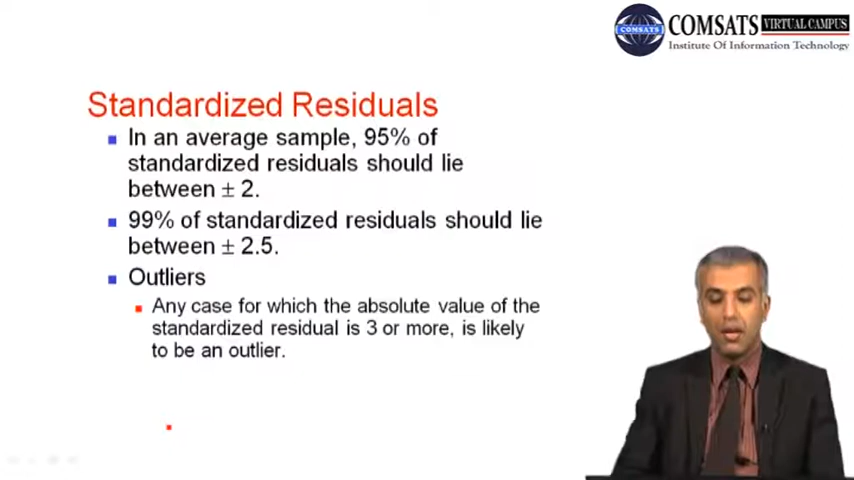 COMSATS
COMSATS VIRTUAL CAMPUS
Institute Of Information Technology
Standardized Residuals
In an average sample, 95% of
standardized residuals should lie
between ± 2.
99% of standardized residuals should lie
between ± 2.5.
Outliers
Any case for which the absolute value of the
standardized residual is 3 or more, is likely
to be an outlier.